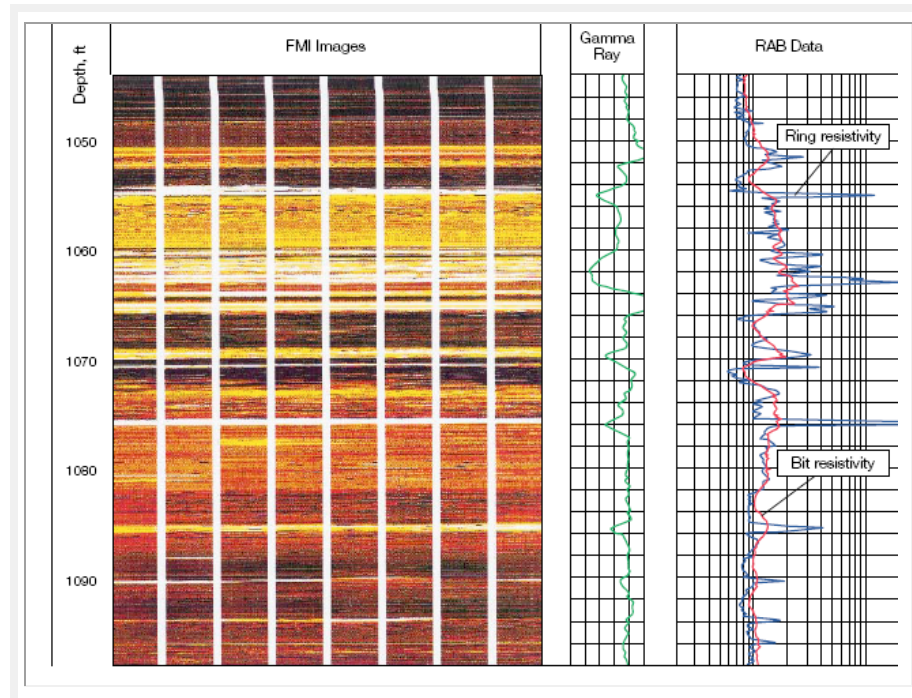 Depth, ft
FMI Images
Gamma
Ray
RAB Data
1050
Ring resistivity
1060
1070
Bit resistivity
1080
1090